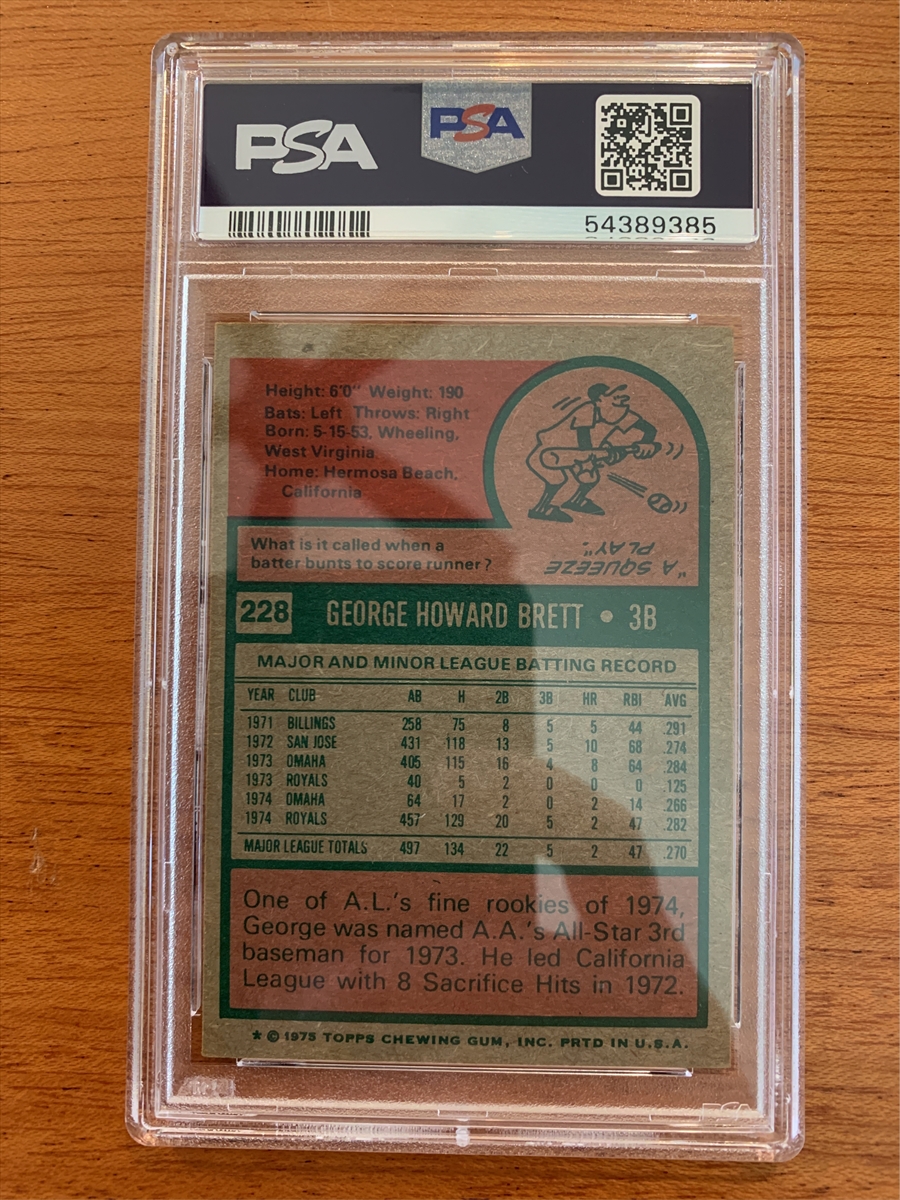 PSA
PSA
54389385
Height: 6'0" Weight: 190
Bats: Left Throws: Right
Born: 5-15-53, Wheeling,
West Virginia
Home: Hermosa Beach,
California
What is it called when a
batter bunts to score runner?
"A SQUEEZE
PLAY".
228 GEORGE HOWARD BRETT • 3B
MAJOR AND MINOR LEAGUE BATTING RECORD
YEAR CLUB AB H 2B 3B HR RBI AVG
1971 BILLINGS 258 75 8 5 5 44 .291
1972 SAN JOSE 431 118 13 5 10 68 .274
1973 OMAHA 405 115 16 4 8 64 .284
1973 ROYALS 40 5 2 0 0 0 .125
1974 OMAHA 64 17 2 0 2 14 .266
1974 ROYALS 457 129 20 5 2 47 .282
MAJOR LEAGUE TOTALS 497 134 22 5 2 47 .270
One of A.L.'s fine rookies of 1974,
George was named A.A.'s All-Star 3rd
baseman for 1973. He led California
League with 8 Sacrifice Hits in 1972.
* © 1975 TOPPS CHEWING GUM, INC. PRTD IN U.S.A.
PSA